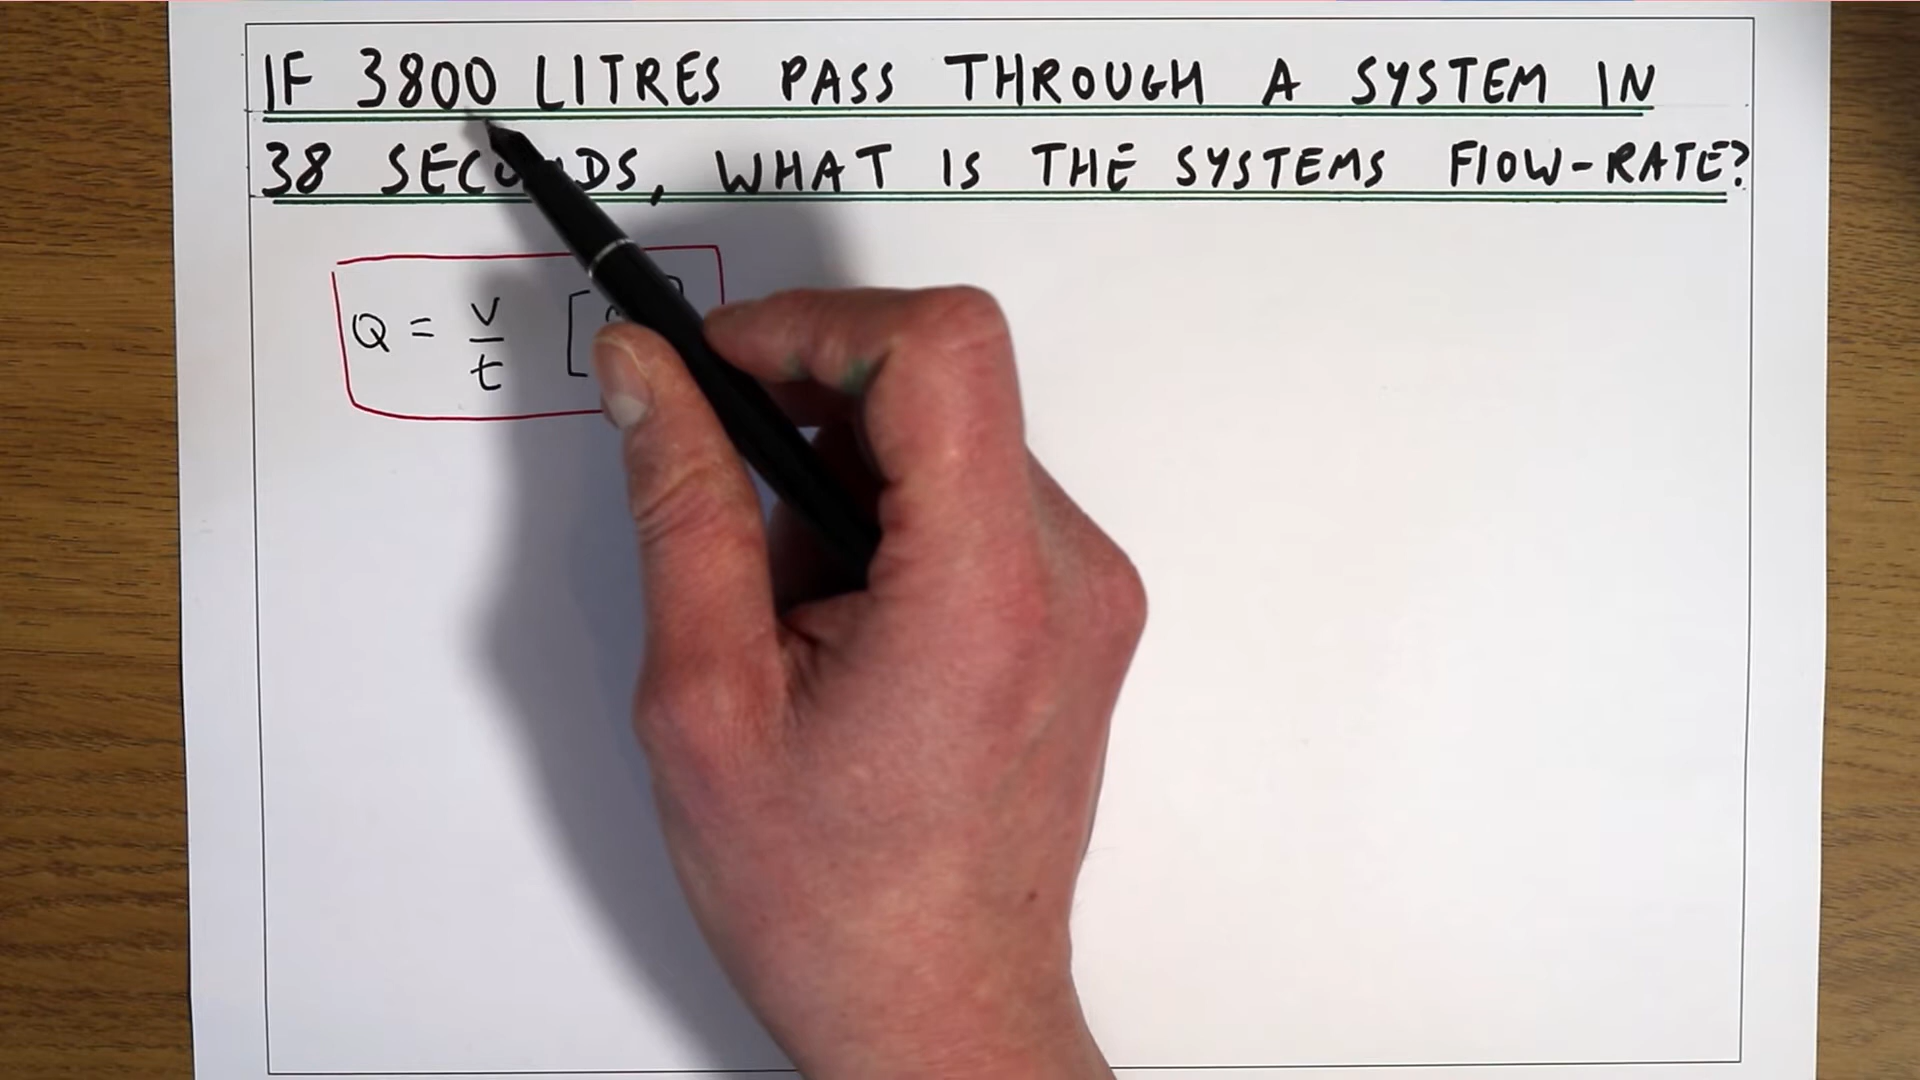 IF 3800 LITRES PASS THROUGH A SYSTEM IN
38 SECONDS, WHAT IS THE SYSTEMS FlOW-RATE?
Q = v/t [